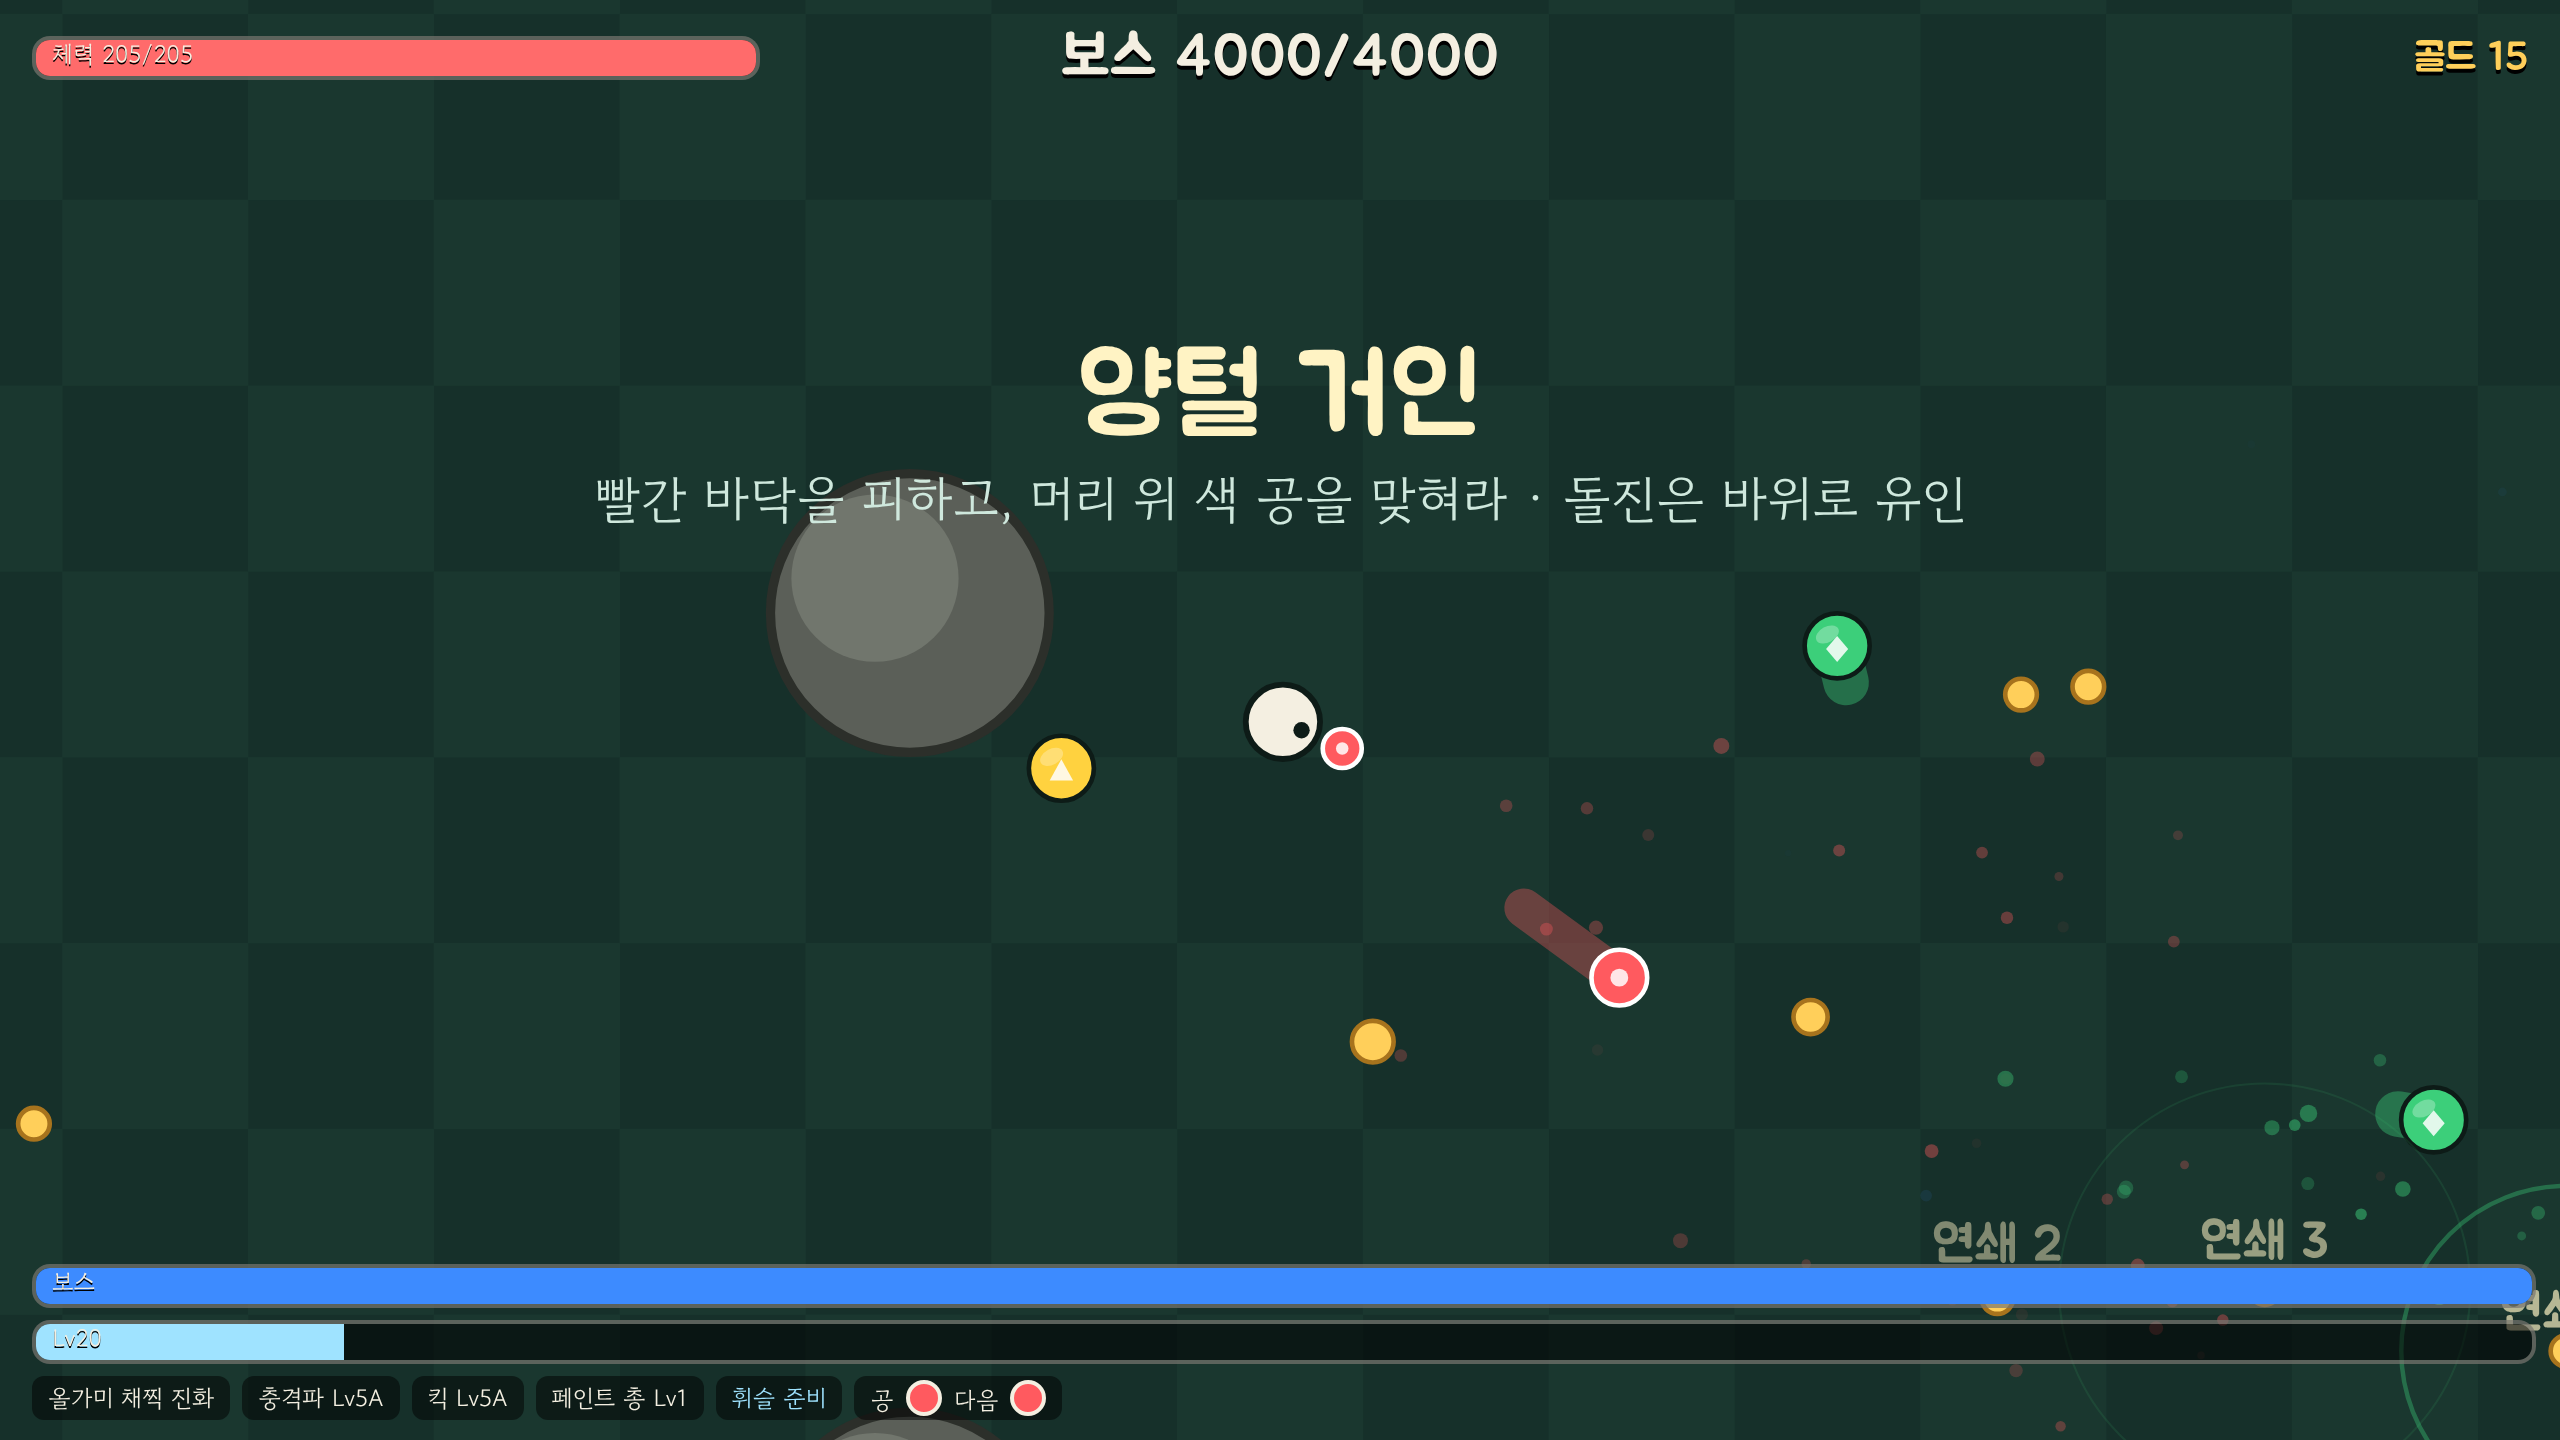 체력 205/205
보스 4000/4000
골드 15
양털 거인
빨간 바닥을 피하고, 머리 위 색 공을 맞혀라 · 돌진은 바위로 유인
연쇄 2
연쇄 3
보스
Lv20
올가미 채찍 진화 충격파 Lv5A 킥 Lv5A 페인트 총 Lv1 휘슬 준비 공 다음